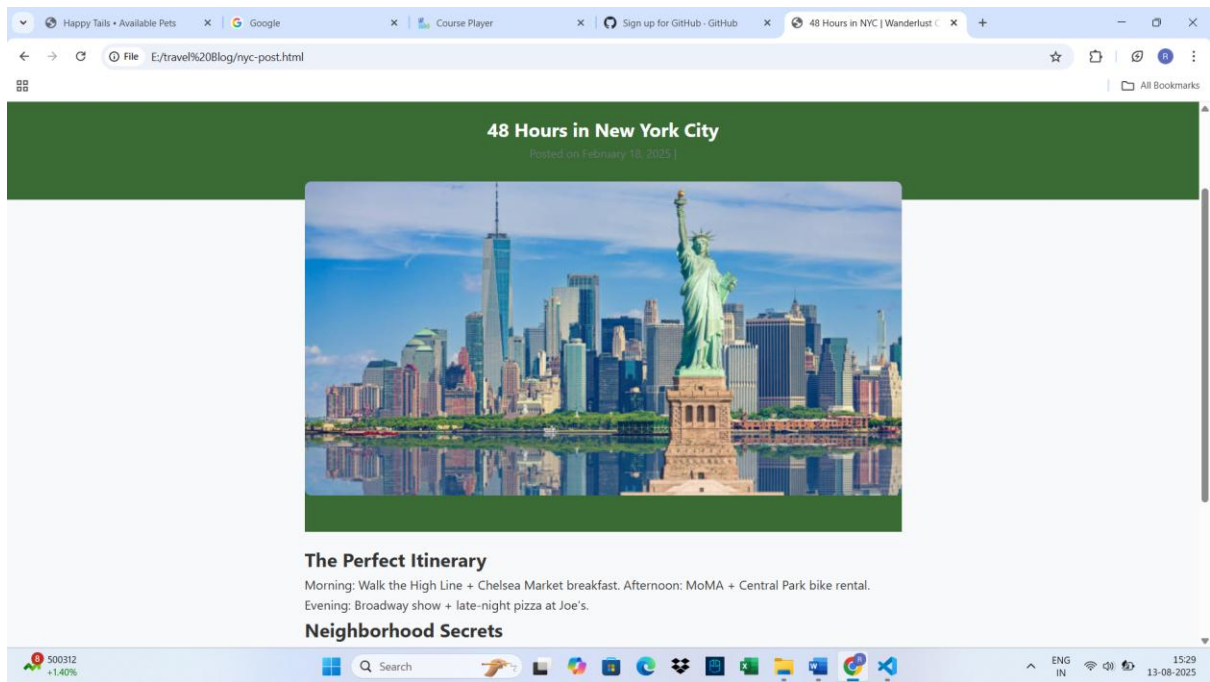 Happy Tails • Available Pets
Google
Course Player
Sign up for GitHub · GitHub
48 Hours in NYC | Wanderlust C
File E:/travel%20Blog/nyc-post.html
R
All Bookmarks
48 Hours in New York City
Posted on February 18, 2025 |
The Perfect Itinerary
Morning: Walk the High Line + Chelsea Market breakfast. Afternoon: MoMA + Central Park bike rental.
Evening: Broadway show + late-night pizza at Joe's.
Neighborhood Secrets
8
500312
+1.40%
Search
ENG
IN
15:29
13-08-2025